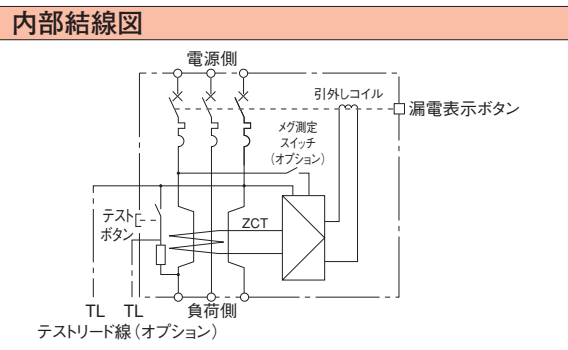 内部結線図
電源側
引外しコイル
漏電表示ボタン
メグ測定
スイッチ
(オプション)
テスト
ボタン
ZCT
TL TL
負荷側
テストリード線(オプション)